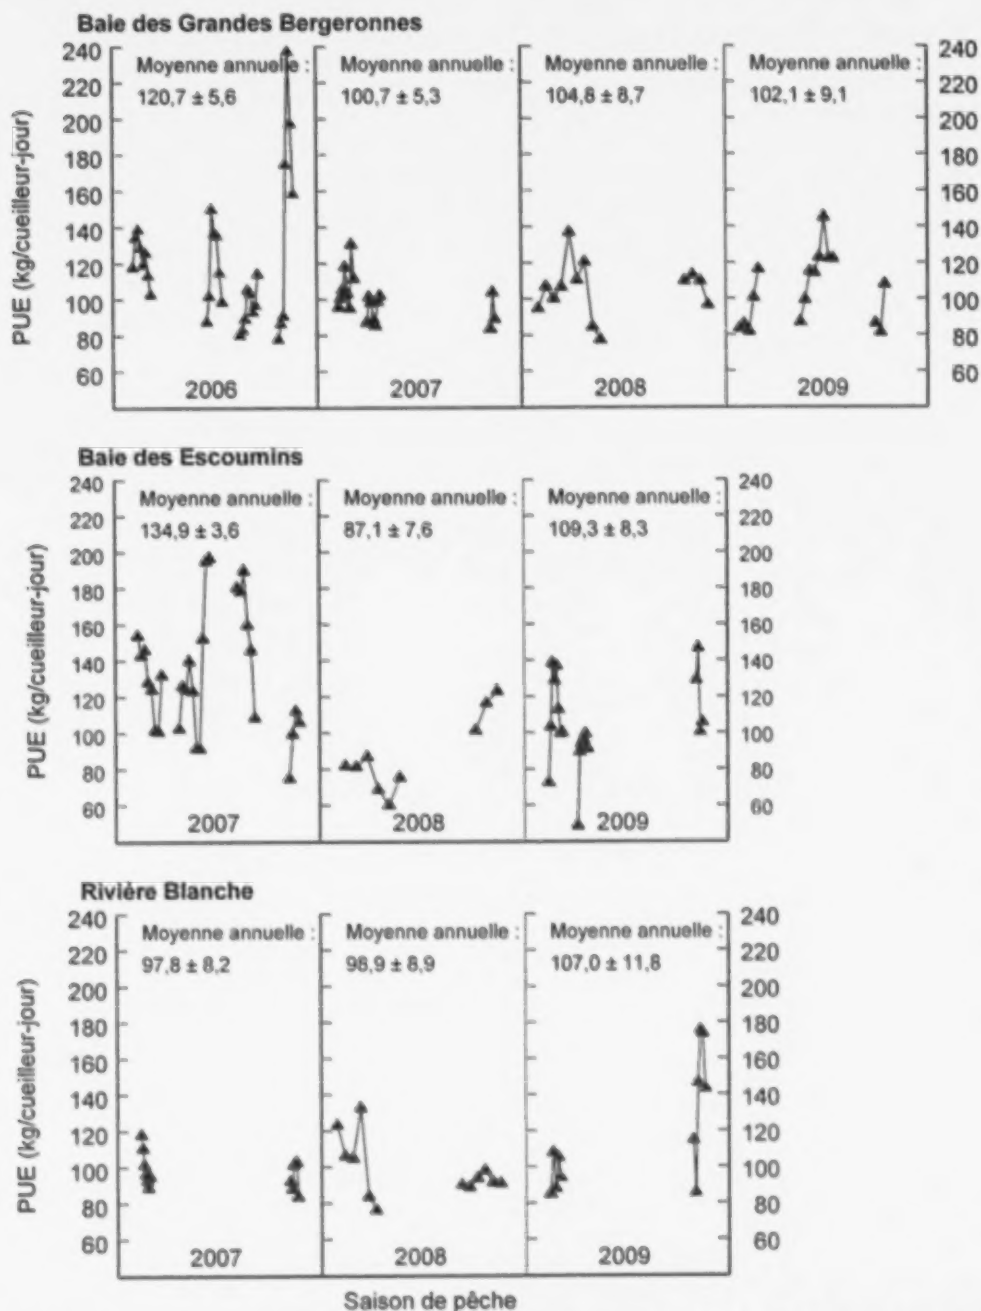 Baie des Grandes Bergeronnes
PUE (kg/cueilleur-jour)
240
220
200
180
160
140
120
100
80
60
Moyenne annuelle :
120,7 ± 5,6
2006
Moyenne annuelle :
100,7 ± 5,3
2007
Moyenne annuelle :
104,8 ± 8,7
2008
Moyenne annuelle :
102,1 ± 9,1
2009
240
220
200
180
160
140
120
100
80
60
Baie des Escoumins
PUE (kg/cueilleur-jour)
240
220
200
180
160
140
120
100
80
60
Moyenne annuelle :
134,9 ± 3,6
2007
Moyenne annuelle :
87,1 ± 7,6
2008
Moyenne annuelle :
109,3 ± 8,3
2009
240
220
200
180
160
140
120
100
80
60
Rivière Blanche
PUE (kg/cueilleur-jour)
240
220
200
180
160
140
120
100
80
60
Moyenne annuelle :
97,8 ± 8,2
2007
Moyenne annuelle :
98,9 ± 8,9
2008
Moyenne annuelle :
107,0 ± 11,8
2009
240
220
200
180
160
140
120
100
80
60
Saison de pêche